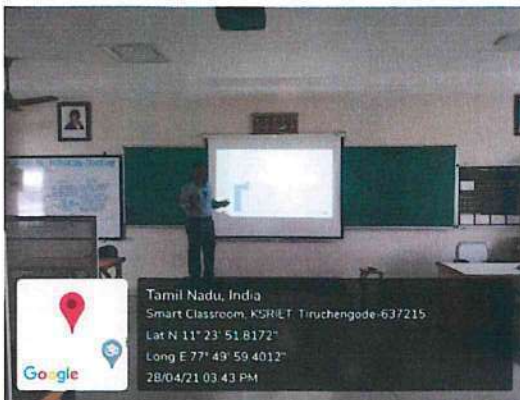 Tamil Nadu, India
Smart Classroom, KSRIET, Tiruchengode-637215
Lat N 11° 23' 51.8172"
Long E 77° 49' 59.4012"
28/04/21 03:43 PM
Google